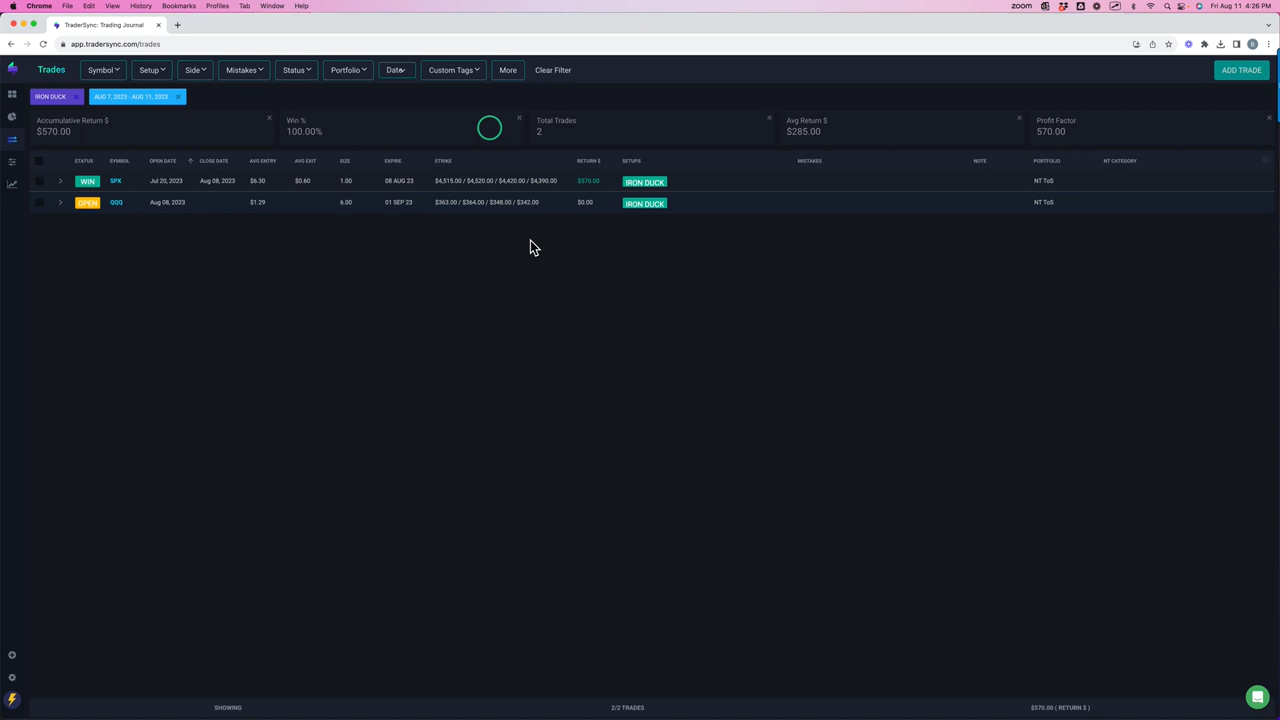 Chrome File Edit View History Bookmarks Profiles Tab Window Help zoom Fri Aug 11 4:26 PM
TraderSync: Trading Journal
app.tradersync.com/trades
Trades Symbol Setup Side Mistakes Status Portfolio Date Custom Tags More Clear Filter ADD TRADE
IRON DUCK × AUG 7, 2023 - AUG 11, 2023 ×
Accumulative Return $ Win % Total Trades Avg Return $ Profit Factor
$570.00 100.00% 2 $285.00 570.00
STATUS SYMBOL OPEN DATE CLOSE DATE AVG ENTRY AVG EXIT SIZE EXPIRE STRIKE RETURN $ SETUPS MISTAKES NOTE PORTFOLIO NT CATEGORY
WIN SPX Jul 20, 2023 Aug 08, 2023 $6.30 $0.60 1.00 08 AUG 23 $4,515.00 / $4,520.00 / $4,420.00 / $4,390.00 $570.00 IRON DUCK NT ToS
OPEN QQQ Aug 08, 2023 $1.29 6.00 01 SEP 23 $363.00 / $364.00 / $348.00 / $342.00 $0.00 IRON DUCK NT ToS
SHOWING 2/2 TRADES $570.00 ( RETURN $ )